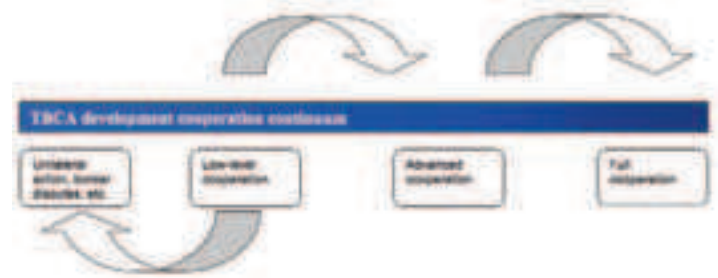 TBCA development cooperation continuum
Unilateral
action, border
disputes, etc.
Low-level
cooperation
Advanced
cooperation
Full
cooperation